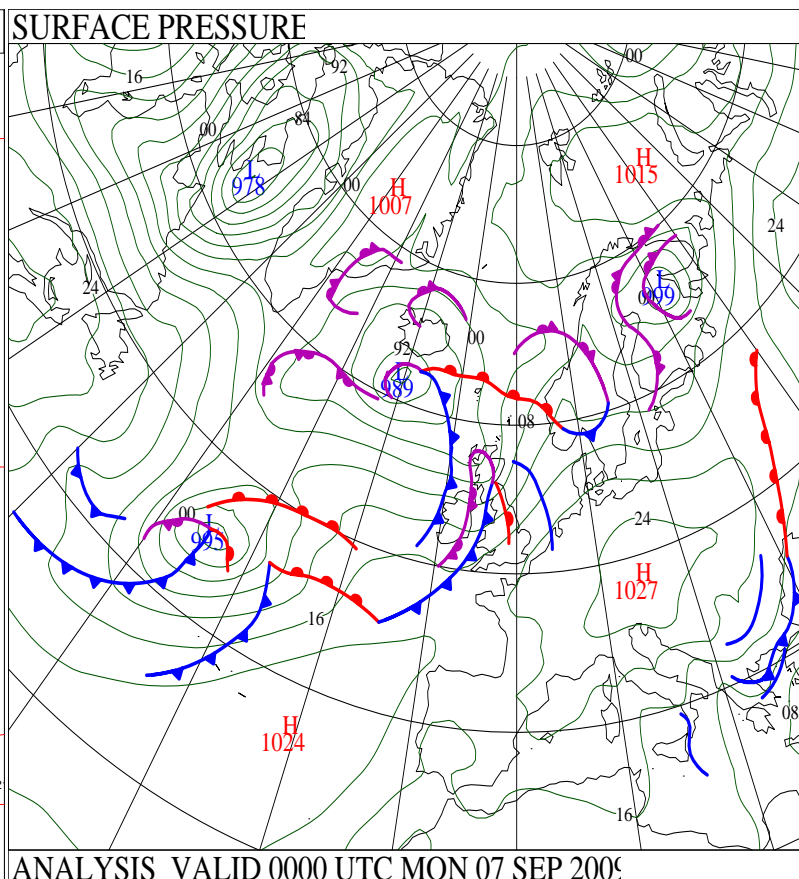 SURFACE PRESSURE
00
92
16
84
00
H
1015
L
978
00
H
1007
24
24
L
999
00
92
L
989
08
00
L
995
24
H
1027
16
H
1024
08
16
ANALYSIS VALID 0000 UTC MON 07 SEP 2009